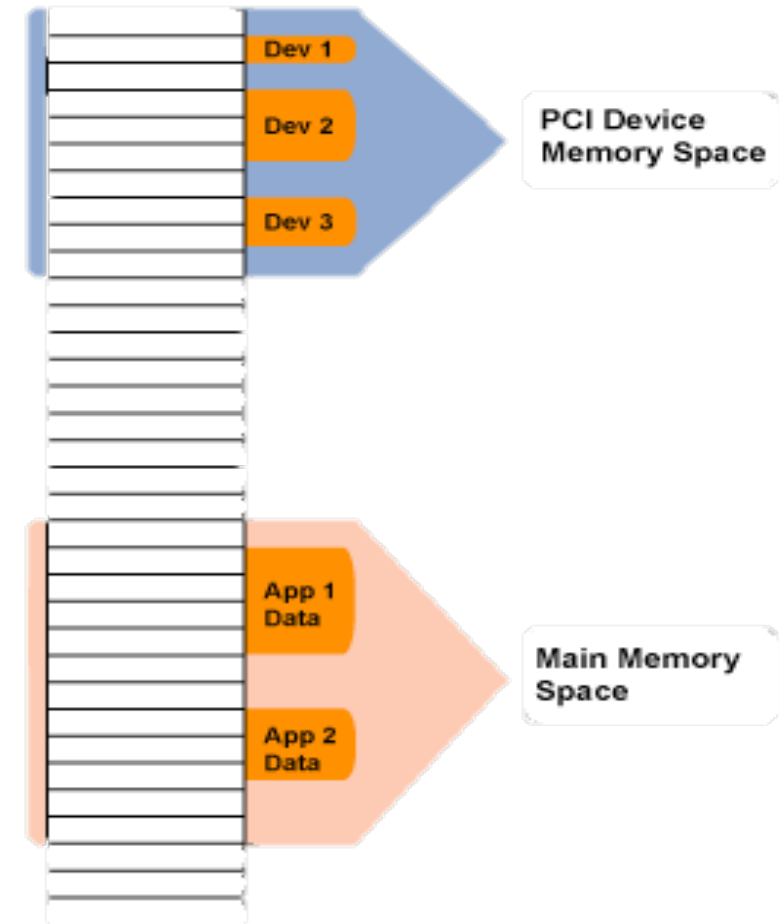 Dev 1
Dev 2
Dev 3
PCI Device
Memory Space
App 1
Data
App 2
Data
Main Memory
Space